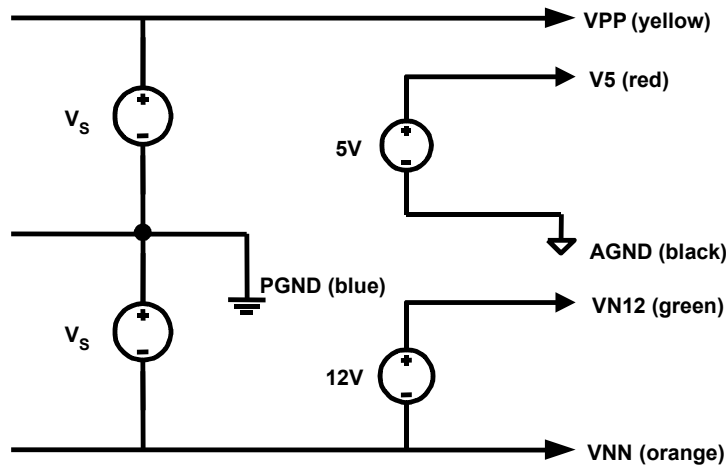 VPP (yellow)
V5 (red)
+
-
VS
+
-
5V
AGND (black)
PGND (blue)
VN12 (green)
+
-
VS
+
-
12V
VNN (orange)